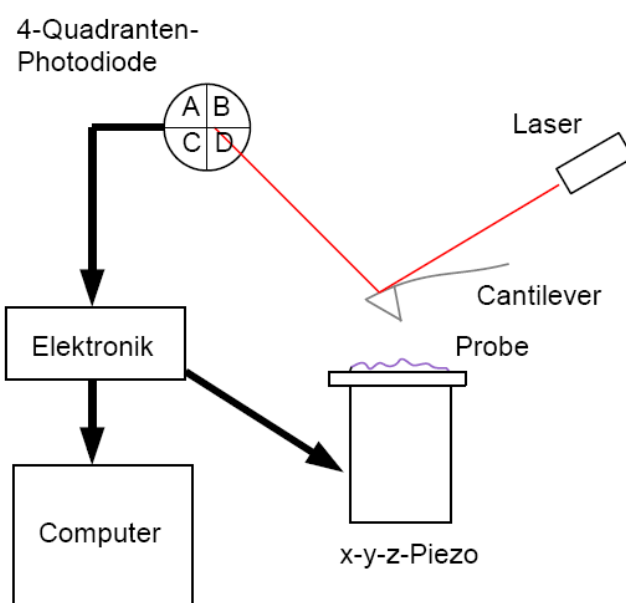 4-Quadranten-
Photodiode
A B
C D
Laser
Cantilever
Probe
Elektronik
Computer
x-y-z-Piezo